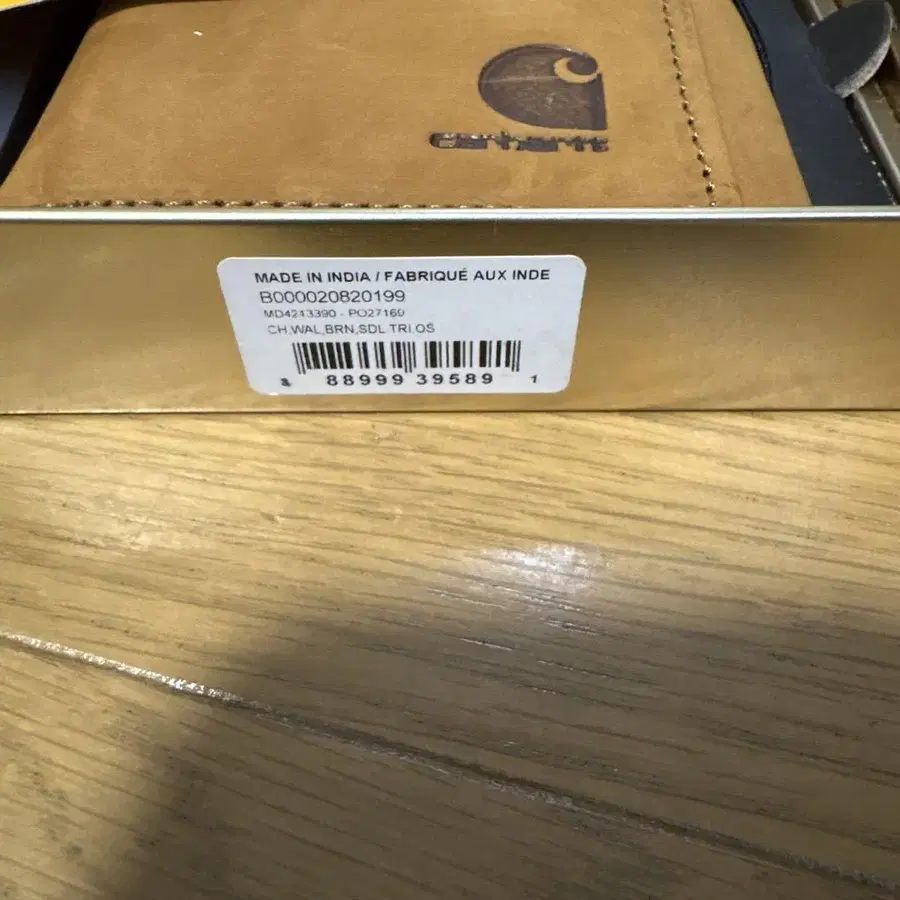 carhartt
MADE IN INDIA / FABRIQUÉ AUX INDE
B000020820199
MD4213390 - PO27160
CH,WAL,BRN,SDL TRI,OS
8 88999 39589 1